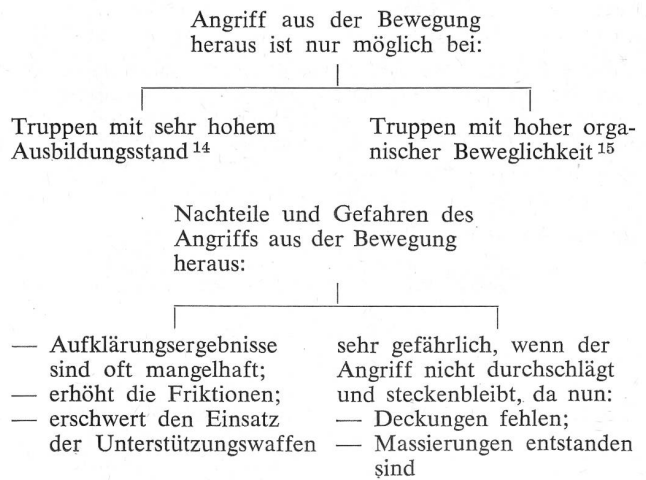 Angriff aus der Bewegung
heraus ist nur möglich bei:
Truppen mit sehr hohem
Ausbildungsstand 14
Truppen mit hoher orga-
nischer Beweglichkeit 15
Nachteile und Gefahren des
Angriffs aus der Bewegung
heraus:
— Aufklärungsergebnisse
sind oft mangelhaft;
— erhöht die Friktionen;
— erschwert den Einsatz
der Unterstützungswaffen
sehr gefährlich, wenn der
Angriff nicht durchschlägt
und steckenbleibt, da nun:
— Deckungen fehlen;
— Massierungen entstanden
sind